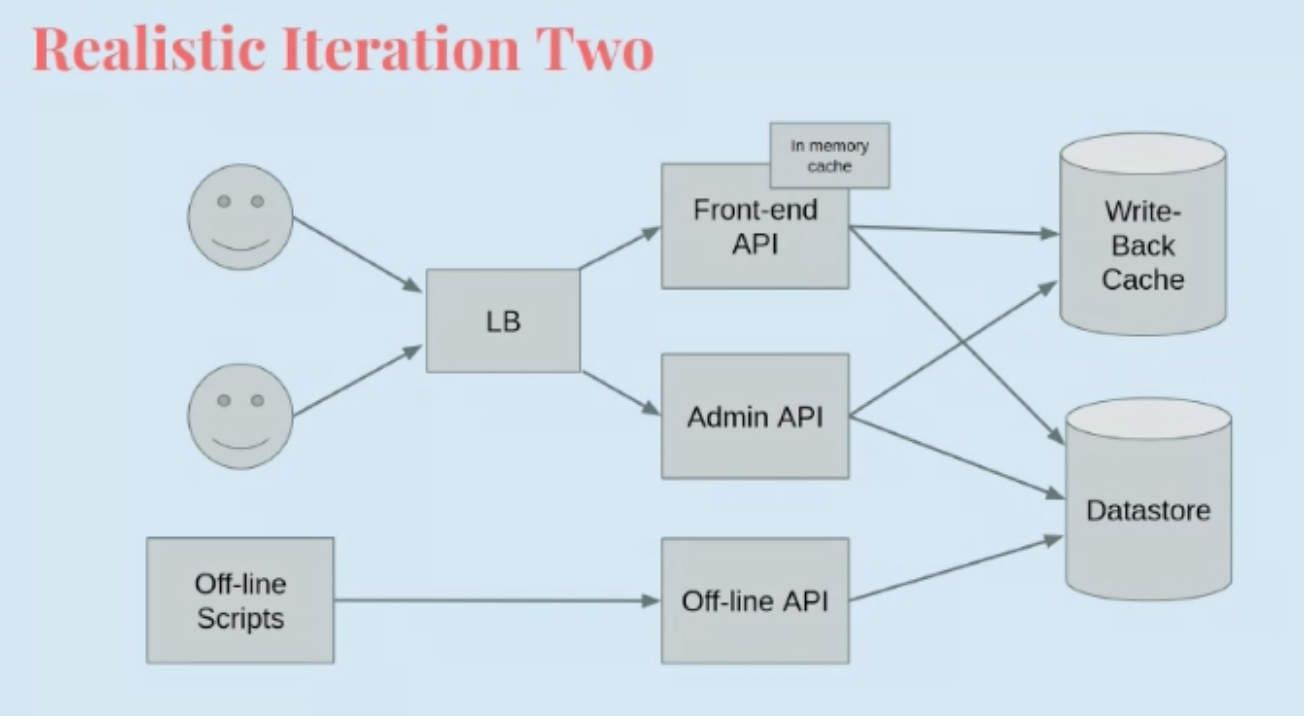 Realistic Iteration Two
In memory
cache
Front-end
API
Write-
Back
Cache
LB
Admin API
Datastore
Off-line
Scripts
Off-line API